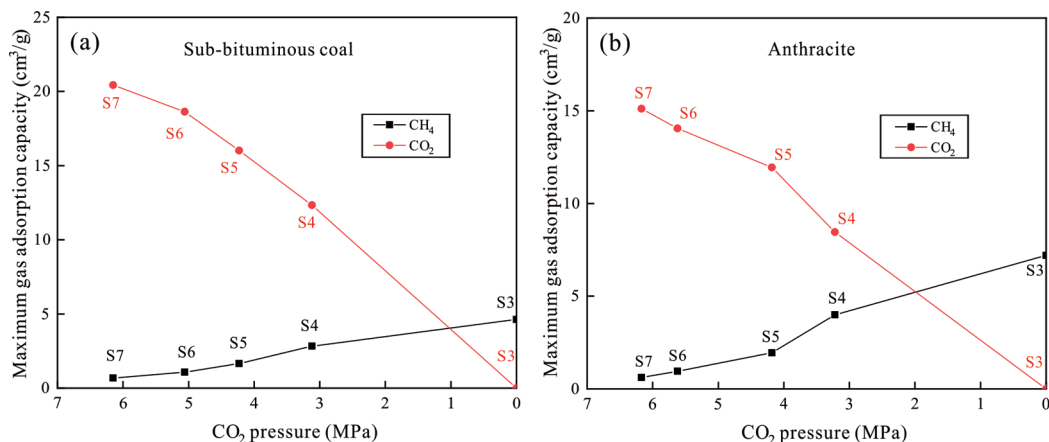 (a)
Sub-bituminous coal
Maximum gas adsorption capacity (cm³/g)
25
20
15
10
5
0
S7
S6
S5
S4
S3
CH₄
CO₂
S7
S6
S5
S4
S3
7
6
5
4
3
2
1
0
CO₂ pressure (MPa)
(b)
Anthracite
Maximum gas adsorption capacity (cm³/g)
20
15
10
5
0
S7
S6
S5
S4
S3
CH₄
CO₂
S7
S6
S5
S4
S3
7
6
5
4
3
2
1
0
CO₂ pressure (MPa)